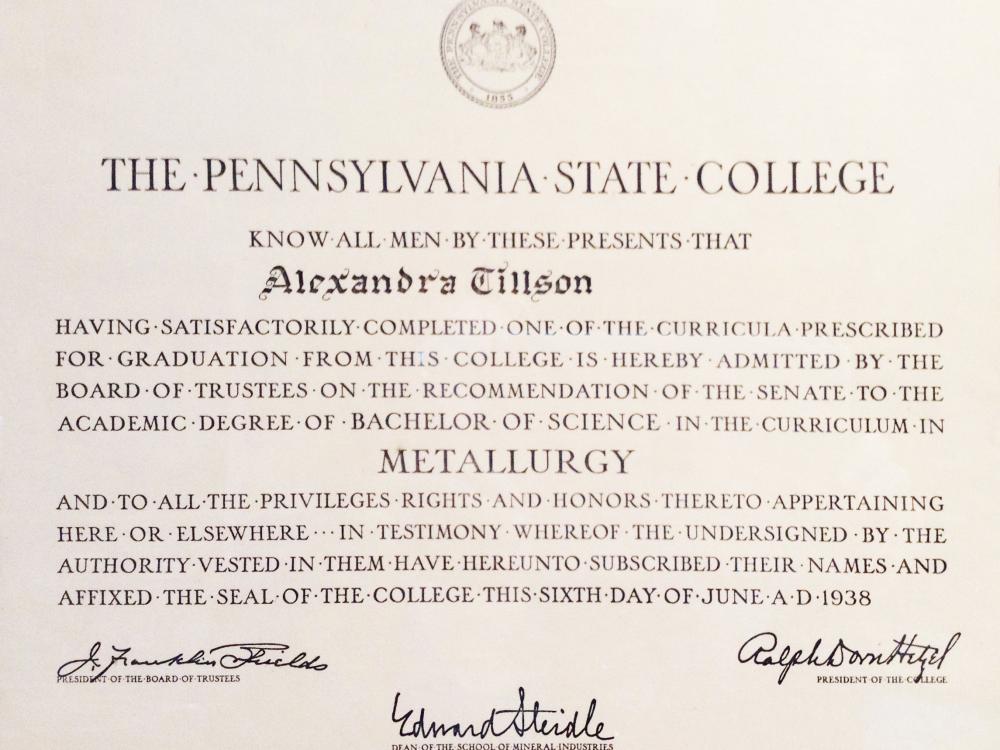 THE PENNSYLVANIA STATE COLLEGE
1855
THE·PENNSYLVANIA·STATE·COLLEGE
KNOW·ALL·MEN·BY·THESE·PRESENTS·THAT
Alexandra Tillson
HAVING·SATISFACTORILY·COMPLETED·ONE·OF·THE·CURRICULA·PRESCRIBED
FOR·GRADUATION·FROM·THIS·COLLEGE·IS·HEREBY·ADMITTED·BY·THE
BOARD·OF·TRUSTEES·ON·THE·RECOMMENDATION·OF·THE·SENATE·TO·THE
ACADEMIC·DEGREE·OF·BACHELOR·OF·SCIENCE·IN·THE·CURRICULUM·IN
METALLURGY
AND·TO·ALL·THE·PRIVILEGES·RIGHTS·AND·HONORS·THERETO·APPERTAINING
HERE·OR·ELSEWHERE···IN·TESTIMONY·WHEREOF·THE·UNDERSIGNED·BY·THE
AUTHORITY·VESTED·IN·THEM·HAVE·HEREUNTO·SUBSCRIBED·THEIR·NAMES·AND
AFFIXED·THE·SEAL·OF·THE·COLLEGE·THIS·SIXTH·DAY·OF·JUNE·A·D·1938
J. Franklin Shields
PRESIDENT·OF·THE·BOARD·OF·TRUSTEES
Ralph Dorn Hetzel
PRESIDENT·OF·THE·COLLEGE
Edward Steidle
DEAN·OF·THE·SCHOOL·OF·MINERAL·INDUSTRIES